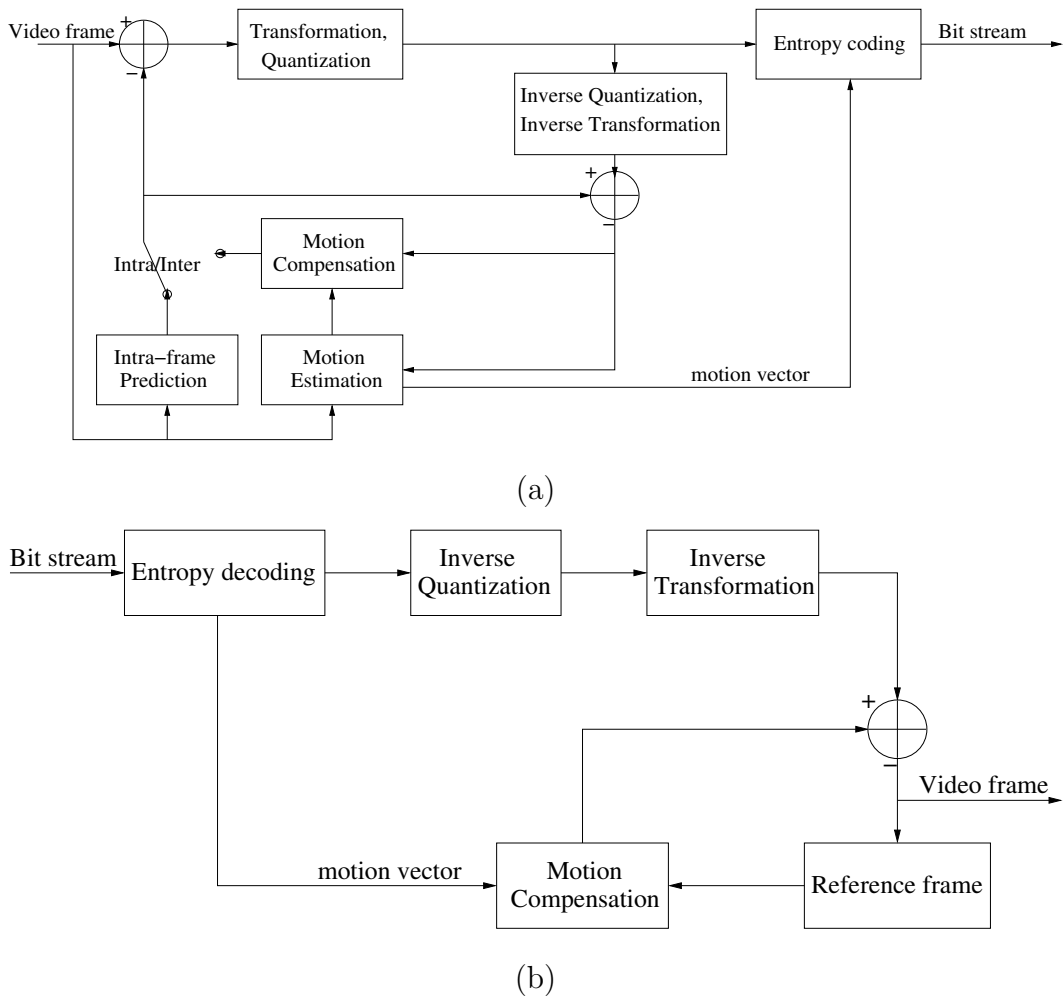 Video frame
+
−
Transformation,
Quantization
Entropy coding
Bit stream
Inverse Quantization,
Inverse Transformation
+
−
Motion
Compensation
Intra/Inter
Intra−frame
Prediction
Motion
Estimation
motion vector
(a)
Bit stream
Entropy decoding
Inverse
Quantization
Inverse
Transformation
+
−
Video frame
motion vector
Motion
Compensation
Reference frame
(b)